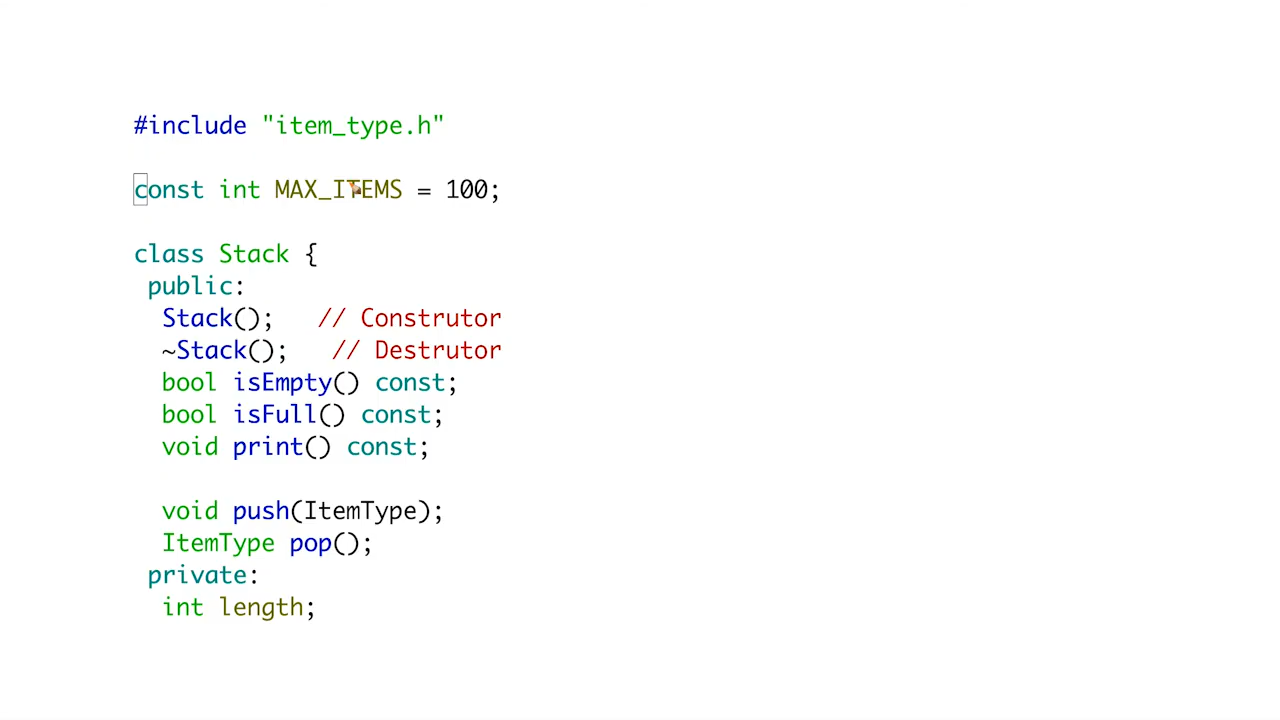 #include "item_type.h"
const int MAX_ITEMS = 100;
class Stack {
public:
Stack();   // Construtor
~Stack();   // Destrutor
bool isEmpty() const;
bool isFull() const;
void print() const;
void push(ItemType);
ItemType pop();
private:
int length;